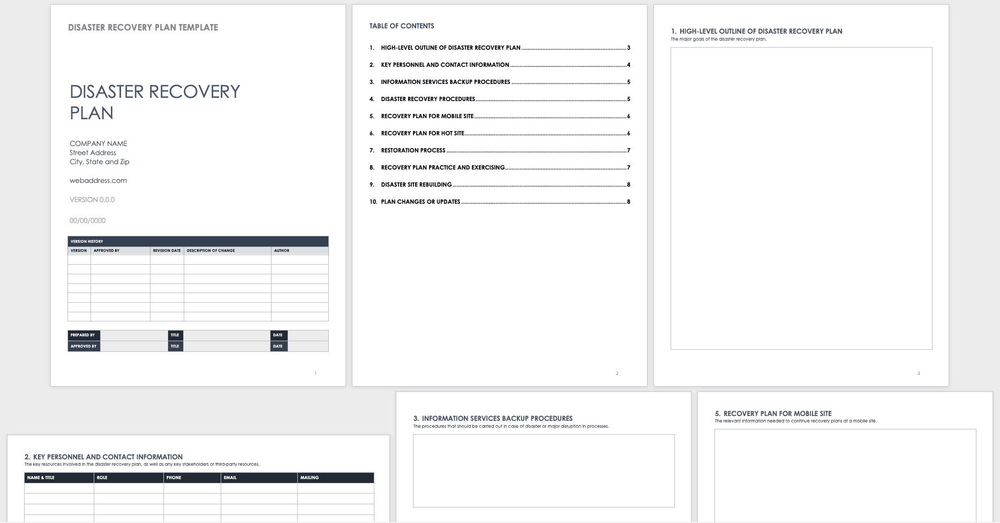 DISASTER RECOVERY PLAN TEMPLATE
DISASTER RECOVERY
PLAN
COMPANY NAME
Street Address
City, State and Zip
webaddress.com
VERSION 0.0.0
00/00/0000
VERSION HISTORY
VERSION APPROVED BY REVISION DATE DESCRIPTION OF CHANGE AUTHOR
PREPARED BY TITLE DATE
APPROVED BY TITLE DATE
1
TABLE OF CONTENTS
1. HIGH-LEVEL OUTLINE OF DISASTER RECOVERY PLAN 3
2. KEY PERSONNEL AND CONTACT INFORMATION 4
3. INFORMATION SERVICES BACKUP PROCEDURES 5
4. DISASTER RECOVERY PROCEDURES 5
5. RECOVERY PLAN FOR MOBILE SITE 6
6. RECOVERY PLAN FOR HOT SITE 6
7. RESTORATION PROCESS 7
8. RECOVERY PLAN PRACTICE AND EXERCISING 7
9. DISASTER SITE REBUILDING 8
10. PLAN CHANGES OR UPDATES 8
2
1. HIGH-LEVEL OUTLINE OF DISASTER RECOVERY PLAN
The major goals of the disaster recovery plan.
3
2. KEY PERSONNEL AND CONTACT INFORMATION
The key resources involved in the disaster recovery plan, as well as any key stakeholders or third-party resources.
NAME & TITLE ROLE PHONE EMAIL MAILING
3. INFORMATION SERVICES BACKUP PROCEDURES
The procedures that should be carried out in case of disaster or major disruption in processes.
5. RECOVERY PLAN FOR MOBILE SITE
The relevant information needed to continue recovery plans at a mobile site.